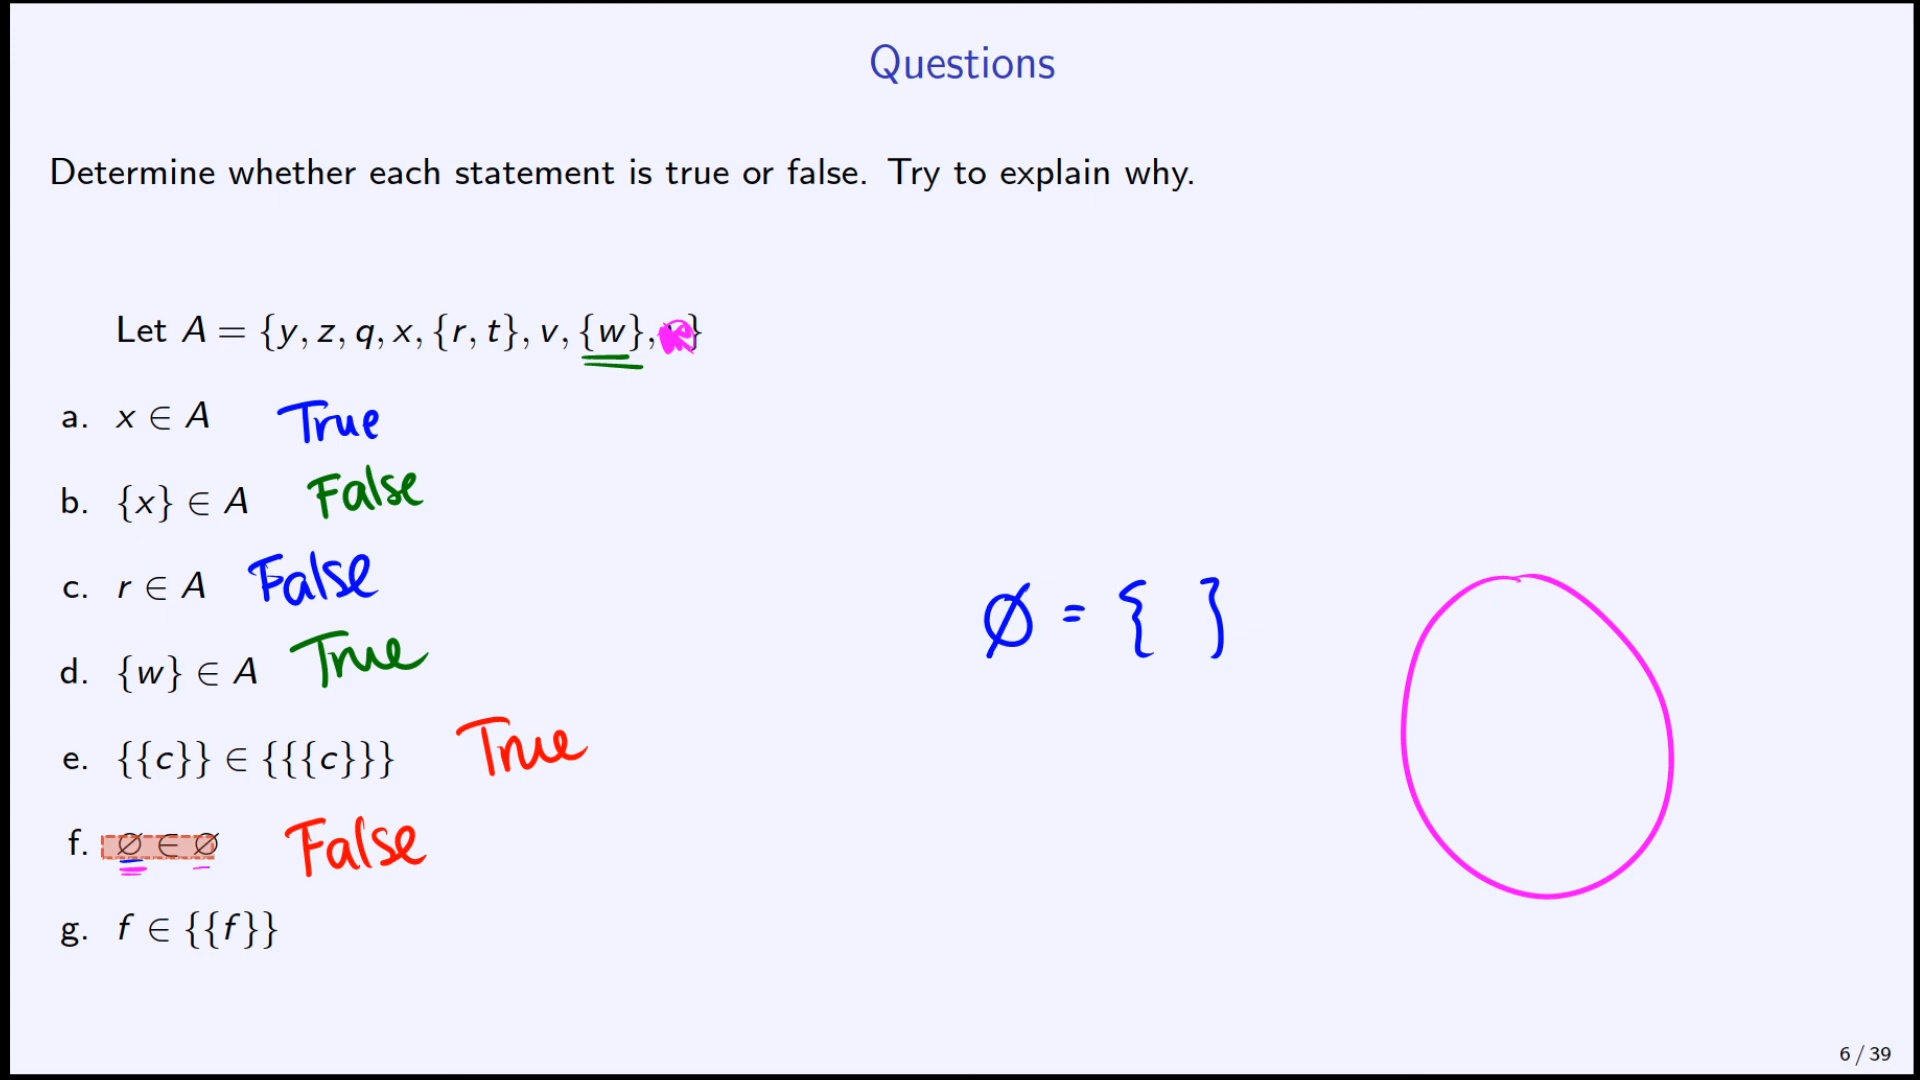 Questions
Determine whether each statement is true or false. Try to explain why.
Let A = {y, z, q, x, {r, t}, v, {w}, }
a. x ∈ A True
b. {x} ∈ A False
c. r ∈ A False
d. {w} ∈ A True
∅ = { }
e. {{c}} ∈ {{{c}}} True
f. ∅ ∈ ∅ False
g. f ∈ {{f}}
6 / 39